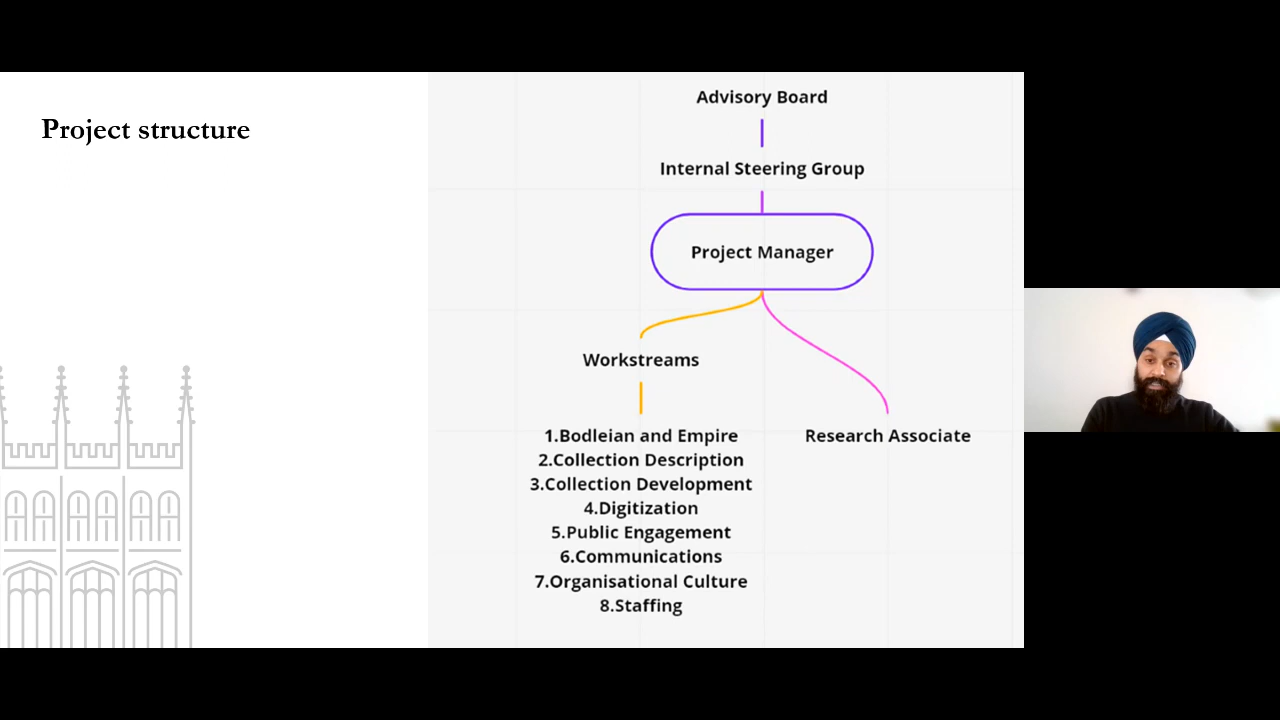 Project structure
Advisory Board
Internal Steering Group
Project Manager
Workstreams
1.Bodleian and Empire
2.Collection Description
3.Collection Development
4.Digitization
5.Public Engagement
6.Communications
7.Organisational Culture
8.Staffing
Research Associate